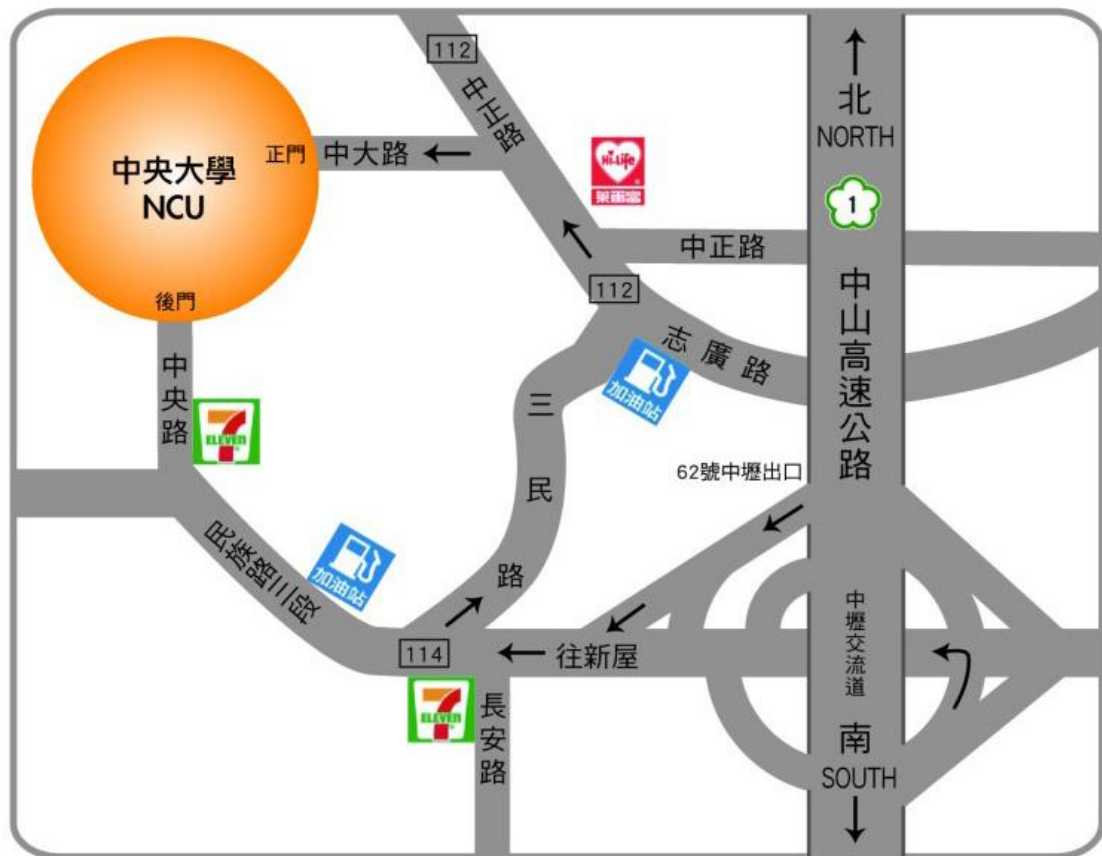 112
中正路
北
NORTH
Hi-Life
萊爾富
正門
中大路
中央大學
NCU
1
中正路
112
後門
志廣路
加油站
中山高速公路
中央路
三民路
7
ELEVEN
62號中壢出口
加油站
民族路三段
中壢交流道
114
往新屋
7
ELEVEN
長安路
南
SOUTH